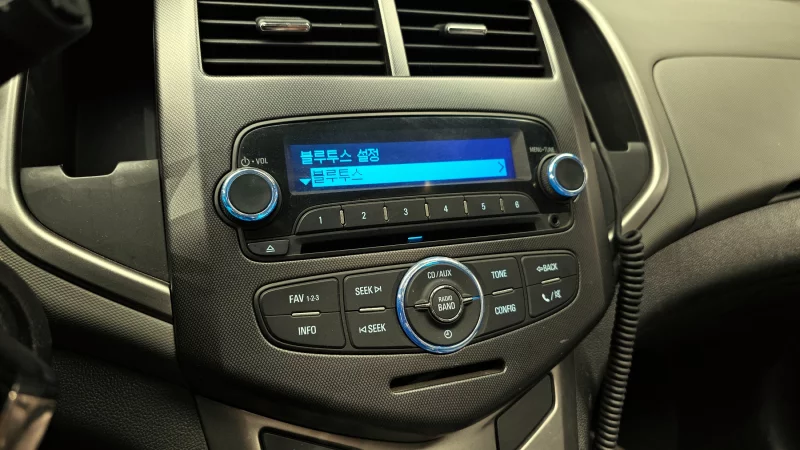 블루투스 설정
블루투스
VOL
MENU•TUNE
1 2 3 4 5 6
FAV 1·2·3
SEEK
CD/AUX
TONE
BACK
INFO
SEEK
RADIO
BAND
CONFIG